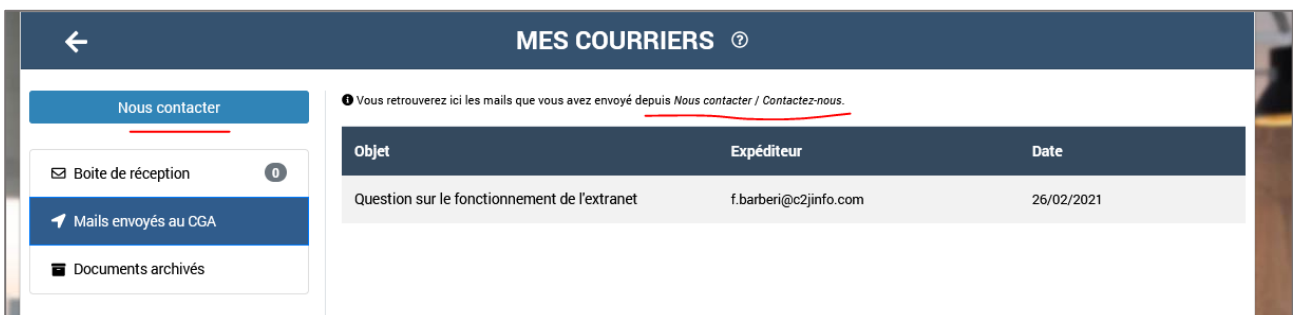 MES COURRIERS
Nous contacter
Vous retrouverez ici les mails que vous avez envoyé depuis Nous contacter / Contactez-nous.
Boite de réception 0
Mails envoyés au CGA
Documents archivés
Objet Expéditeur Date
Question sur le fonctionnement de l'extranet f.barberi@c2jinfo.com 26/02/2021